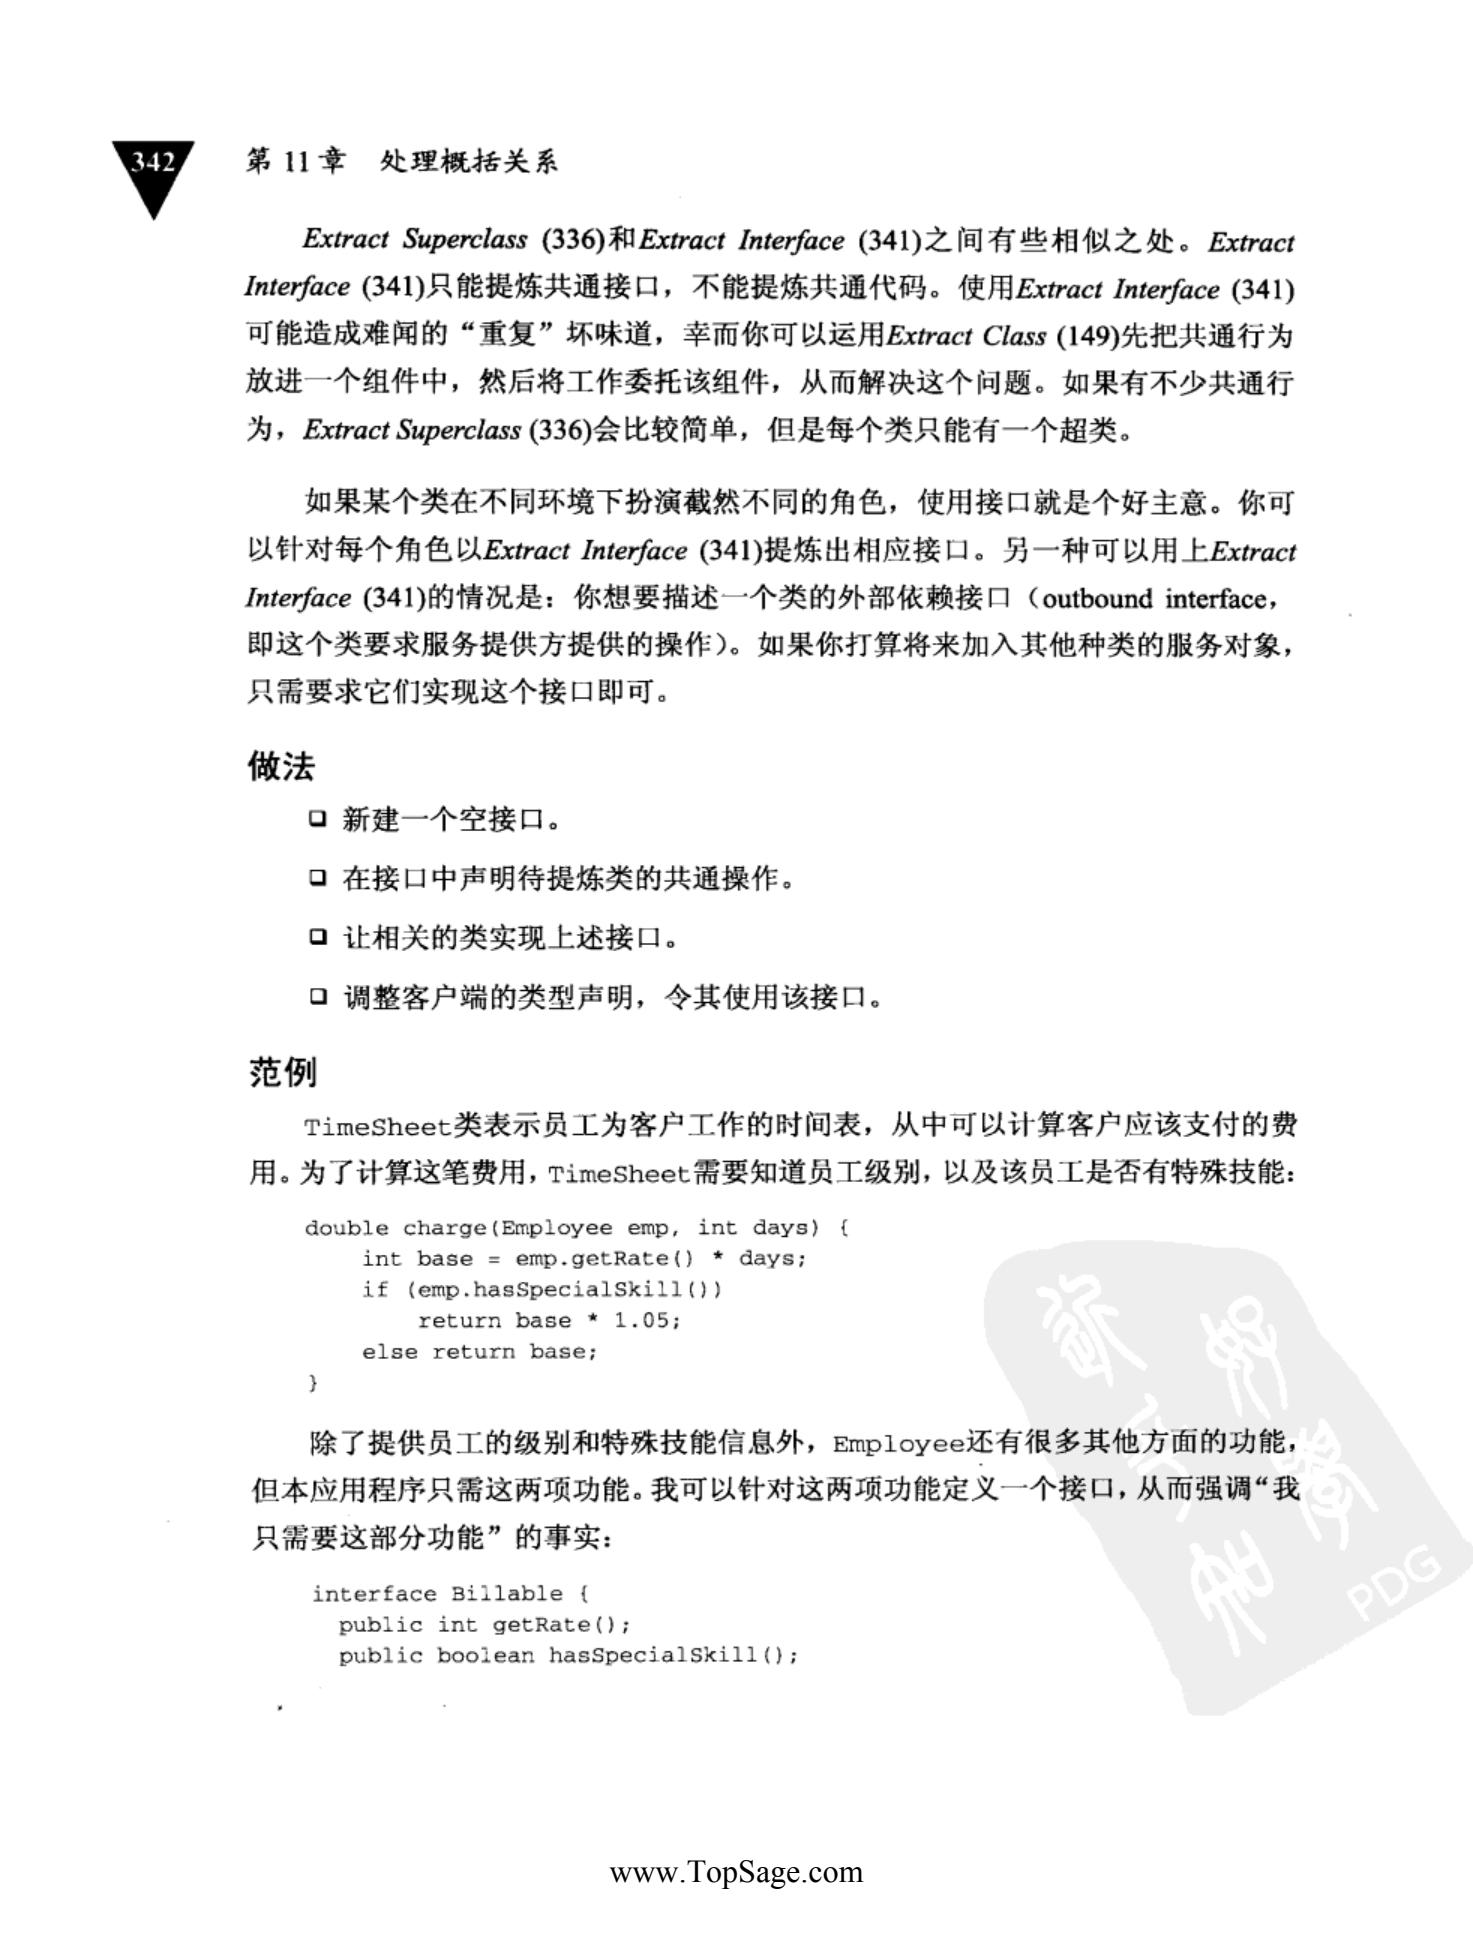 342
第 11 章 处理概括关系
Extract Superclass (336)和Extract Interface (341)之间有些相似之处。Extract
Interface (341)只能提炼共通接口，不能提炼共通代码。使用Extract Interface (341)
可能造成难闻的“重复”坏味道，幸而你可以运用Extract Class (149)先把共通行为
放进一个组件中，然后将工作委托该组件，从而解决这个问题。如果有不少共通行
为，Extract Superclass (336)会比较简单，但是每个类只能有一个超类。
如果某个类在不同环境下扮演截然不同的角色，使用接口就是个好主意。你可
以针对每个角色以Extract Interface (341)提炼出相应接口。另一种可以用上Extract
Interface (341)的情况是：你想要描述一个类的外部依赖接口（outbound interface，
即这个类要求服务提供方提供的操作）。如果你打算将来加入其他种类的服务对象，
只需要求它们实现这个接口即可。
做法
❑ 新建一个空接口。
❑ 在接口中声明待提炼类的共通操作。
❑ 让相关的类实现上述接口。
❑ 调整客户端的类型声明，令其使用该接口。
范例
TimeSheet类表示员工为客户工作的时间表，从中可以计算客户应该支付的费
用。为了计算这笔费用，TimeSheet需要知道员工级别，以及该员工是否有特殊技能：
double charge(Employee emp, int days) {
int base = emp.getRate() * days;
if (emp.hasSpecialSkill())
return base * 1.05;
else return base;
}
除了提供员工的级别和特殊技能信息外，Employee还有很多其他方面的功能，
但本应用程序只需这两项功能。我可以针对这两项功能定义一个接口，从而强调“我
只需要这部分功能”的事实：
interface Billable {
public int getRate();
public boolean hasSpecialSkill();
PDG
www.TopSage.com